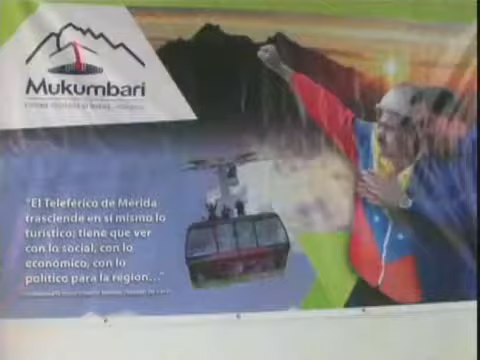 Mukumbarí
"El Teleférico de Mérida
trasciende en sí mismo lo
turístico; tiene que ver
con lo social, con lo
económico, con lo
político para la región..."